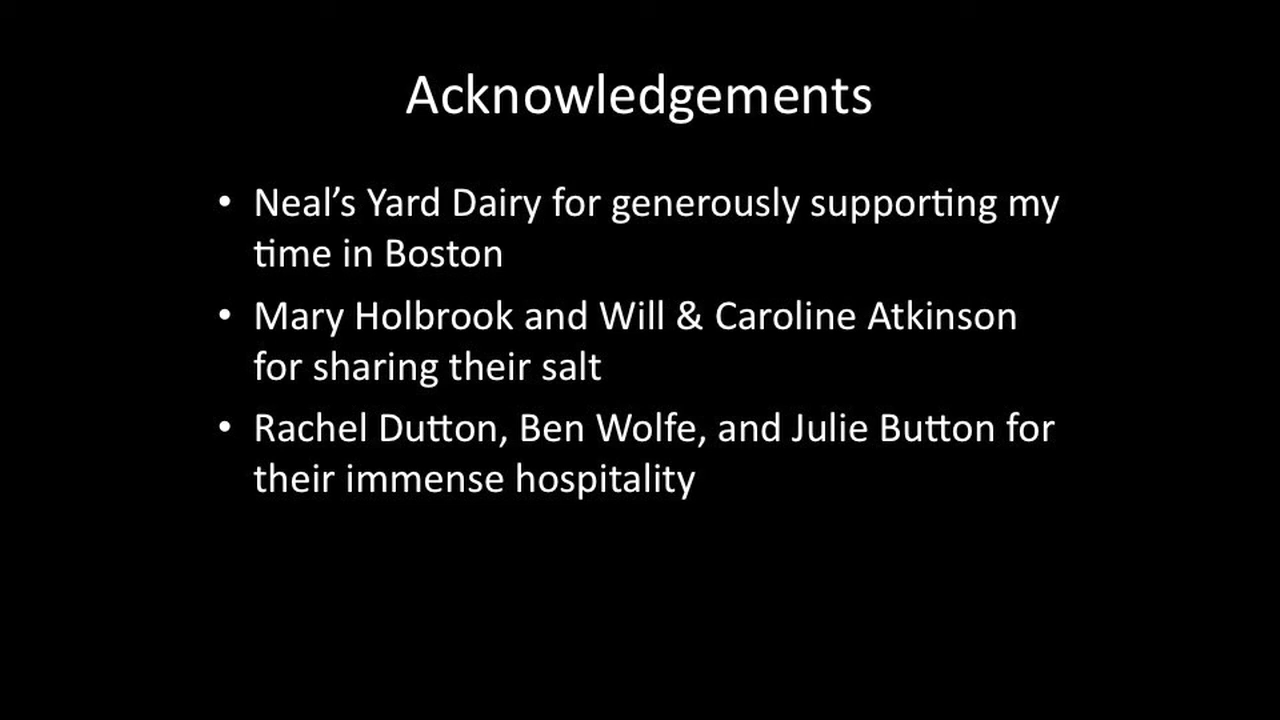 Acknowledgements
• Neal’s Yard Dairy for generously supporting my
time in Boston
• Mary Holbrook and Will & Caroline Atkinson
for sharing their salt
• Rachel Dutton, Ben Wolfe, and Julie Button for
their immense hospitality